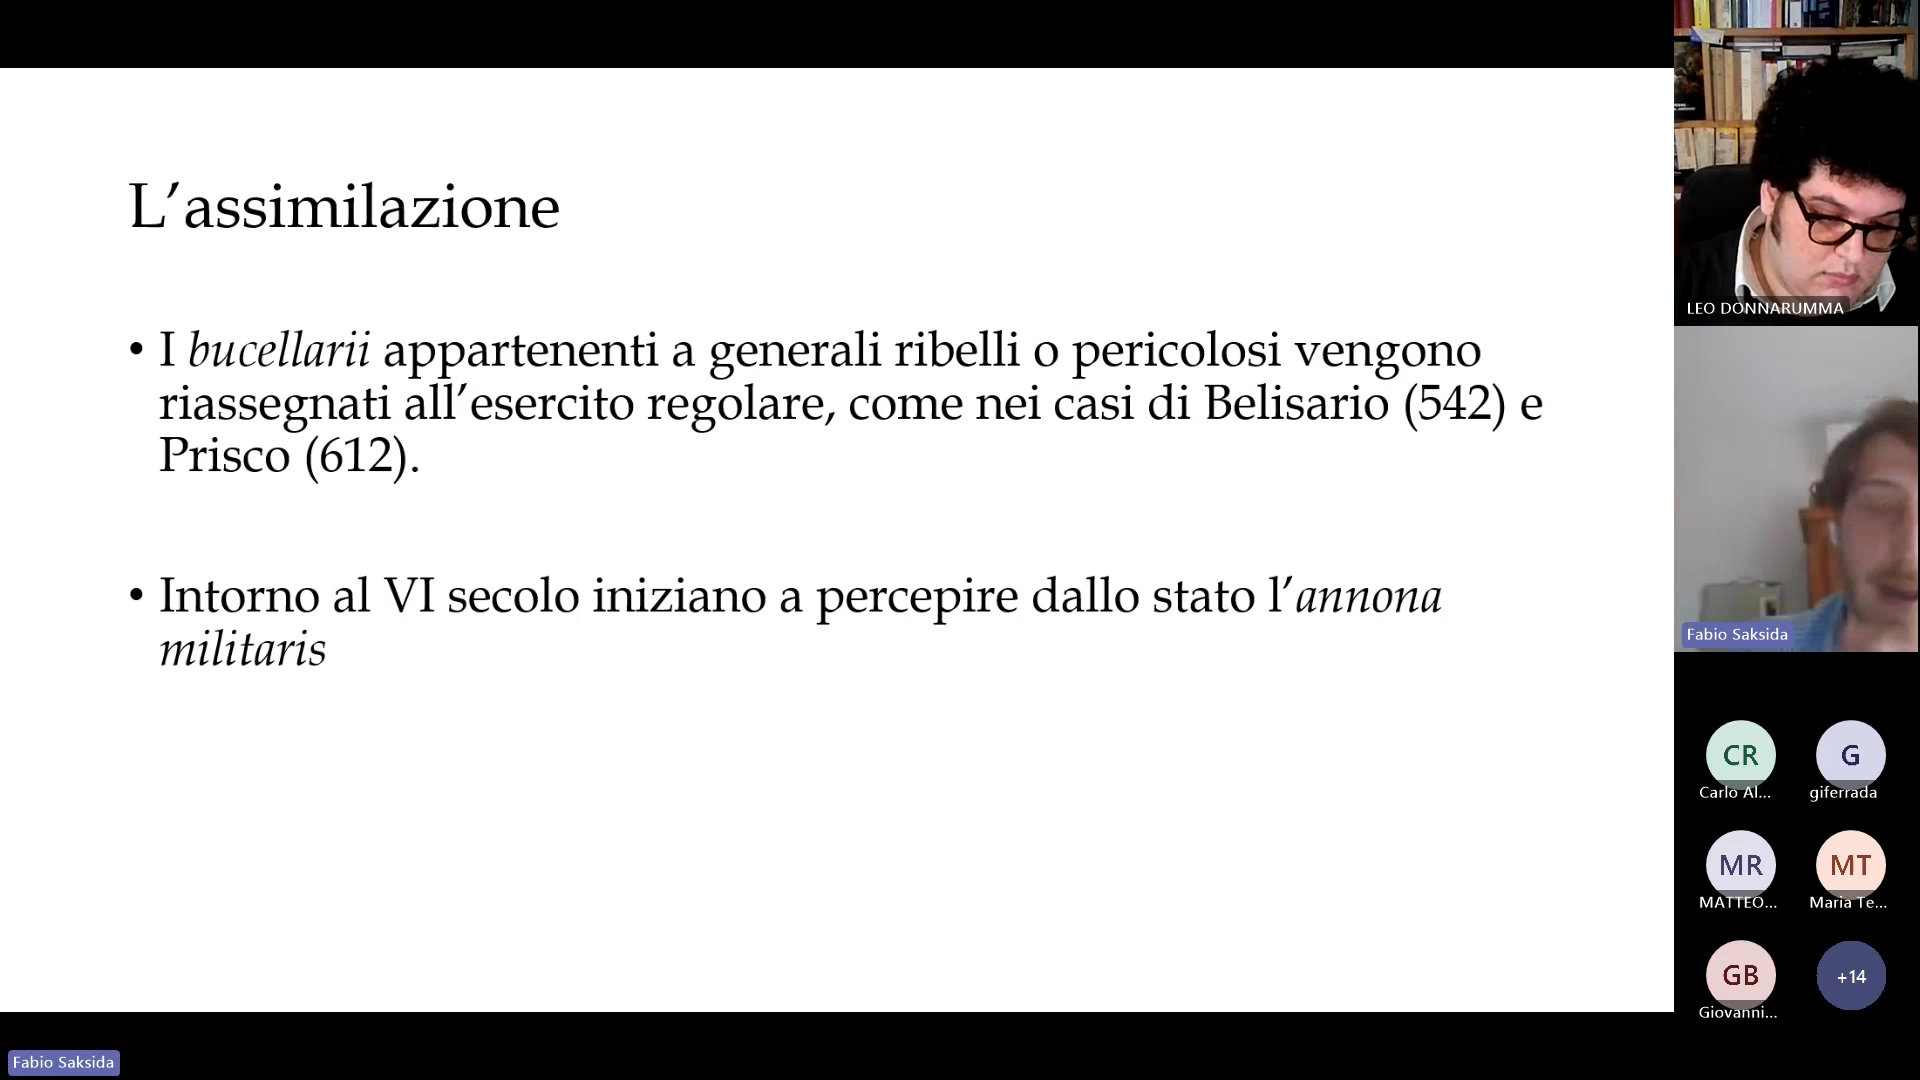 L’assimilazione
• I bucellarii appartenenti a generali ribelli o pericolosi vengono
riassegnati all’esercito regolare, come nei casi di Belisario (542) e
Prisco (612).
• Intorno al VI secolo iniziano a percepire dallo stato l’annona
militaris
LEO DONNARUMMA
Fabio Saksida
CR
Carlo Al...
G
giferrada
MR
MATTEO...
MT
Maria Te...
GB
Giovanni...
+14
Fabio Saksida